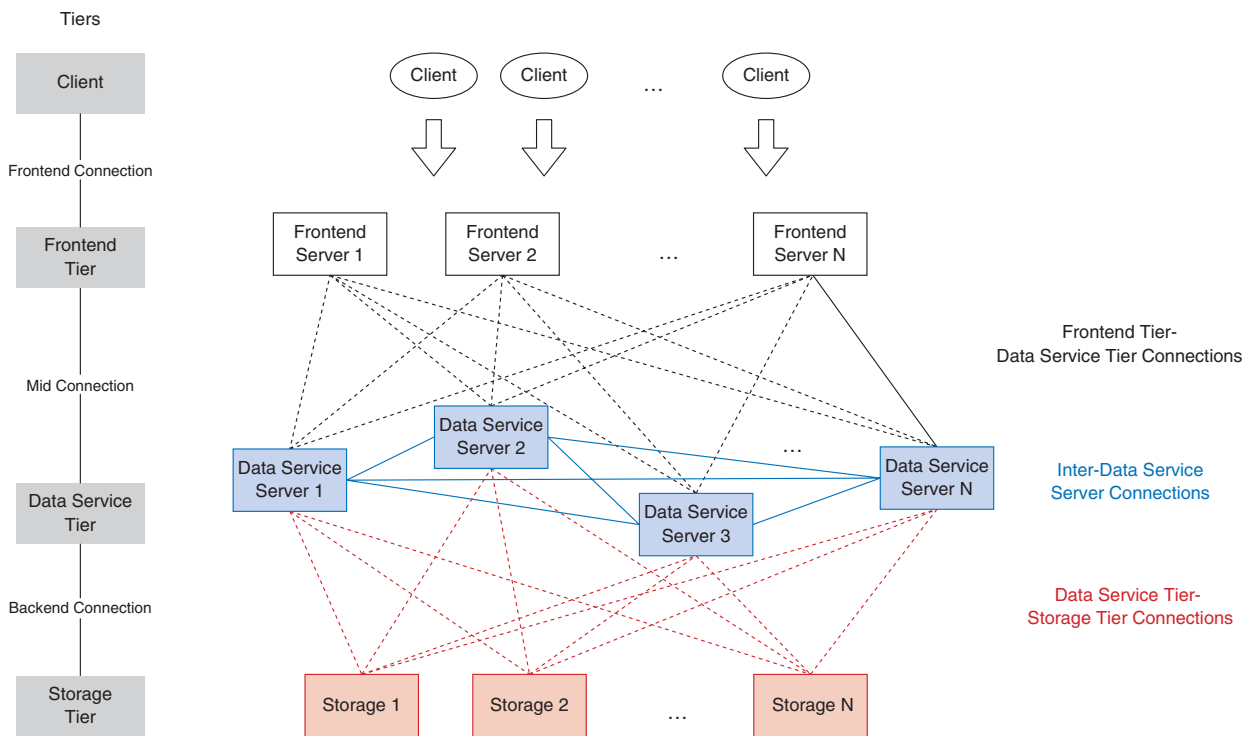 Tiers
Client
Frontend Connection
Frontend
Tier
Mid Connection
Data Service
Tier
Backend Connection
Storage
Tier
Client
Client
...
Client
Frontend
Server 1
Frontend
Server 2
...
Frontend
Server N
Frontend Tier-
Data Service Tier Connections
Data Service
Server 1
Data Service
Server 2
Data Service
Server 3
...
Data Service
Server N
Inter-Data Service
Server Connections
Data Service Tier-
Storage Tier Connections
Storage 1
Storage 2
...
Storage N